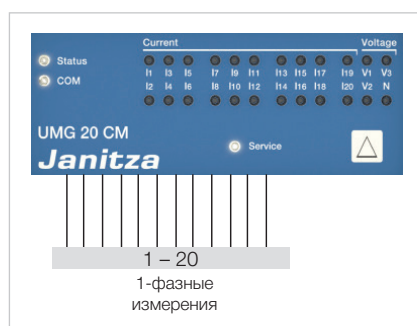 Current Voltage
Status
I1 I3 I5 I7 I9 I11 I13 I15 I17 I19 V1 V3
COM
I2 I4 I6 I8 I10 I12 I14 I16 I18 I20 V2 N
UMG 20 CM
Service
Janitza
1 – 20
1-фазные
измерения